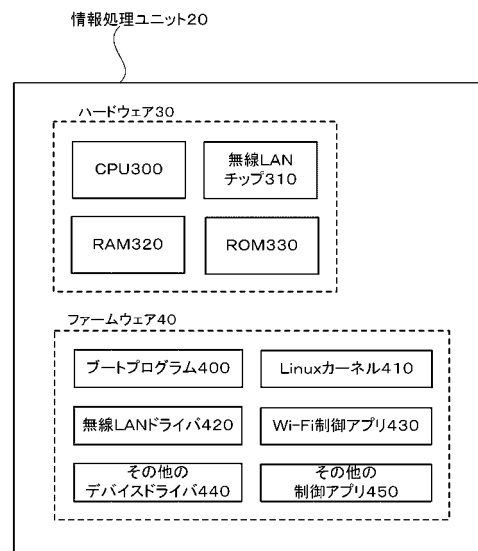 情報処理ユニット20
ハードウェア30
CPU300
無線LAN
チップ310
RAM320
ROM330
ファームウェア40
ブートプログラム400
Linuxカーネル410
無線LANドライバ420
Wi-Fi制御アプリ430
その他の
デバイスドライバ440
その他の
制御アプリ450